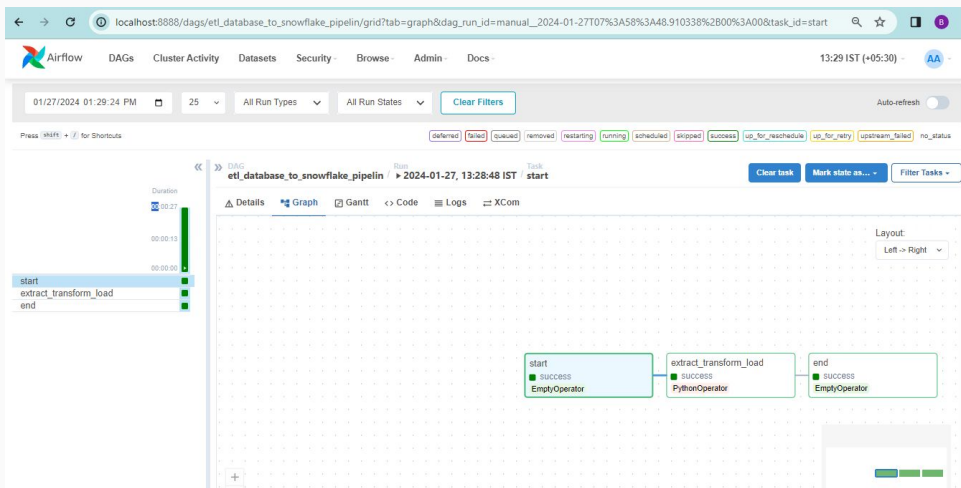 localhost:8888/dags/etl_database_to_snowflake_pipelin/grid?tab=graph&dag_run_id=manual__2024-01-27T07%3A58%3A48.910338%2B00%3A00&task_id=start
B
Airflow DAGs Cluster Activity Datasets Security Browse Admin Docs 13:29 IST (+05:30) AA
01/27/2024 01:29:24 PM 25 All Run Types All Run States Clear Filters Auto-refresh
Press shift + / for Shortcuts deferred failed queued removed restarting running scheduled skipped success up_for_reschedule up_for_retry upstream_failed no_status
DAG Run Task
etl_database_to_snowflake_pipelin / 2024-01-27, 13:28:48 IST / start Clear task Mark state as... Filter Tasks
Duration
00:00:27
00:00:13
00:00:00
start
extract_transform_load
end
Details Graph Gantt Code Logs XCom
Layout:
Left -> Right
start
success
EmptyOperator
extract_transform_load
success
PythonOperator
end
success
EmptyOperator